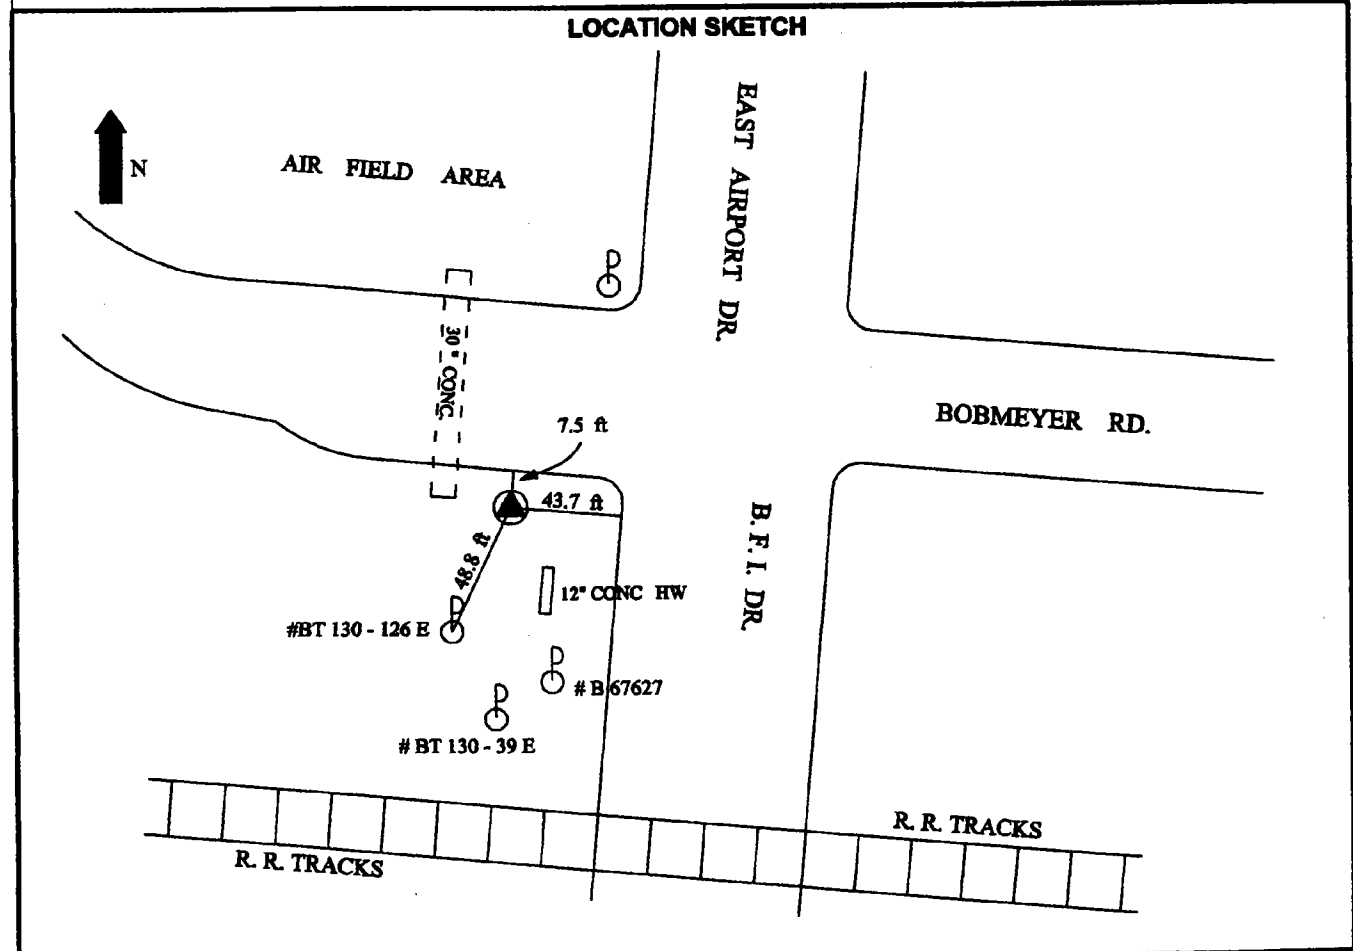 LOCATION SKETCH
N
AIR FIELD AREA
EAST AIRPORT DR.
30" CONC.
7.5 ft
BOBMEYER RD.
43.7 ft
48.8 ft
B. F. I. DR.
12" CONC HW
#BT 130 - 126 E
# B 67627
# BT 130 - 39 E
R. R. TRACKS
R. R. TRACKS